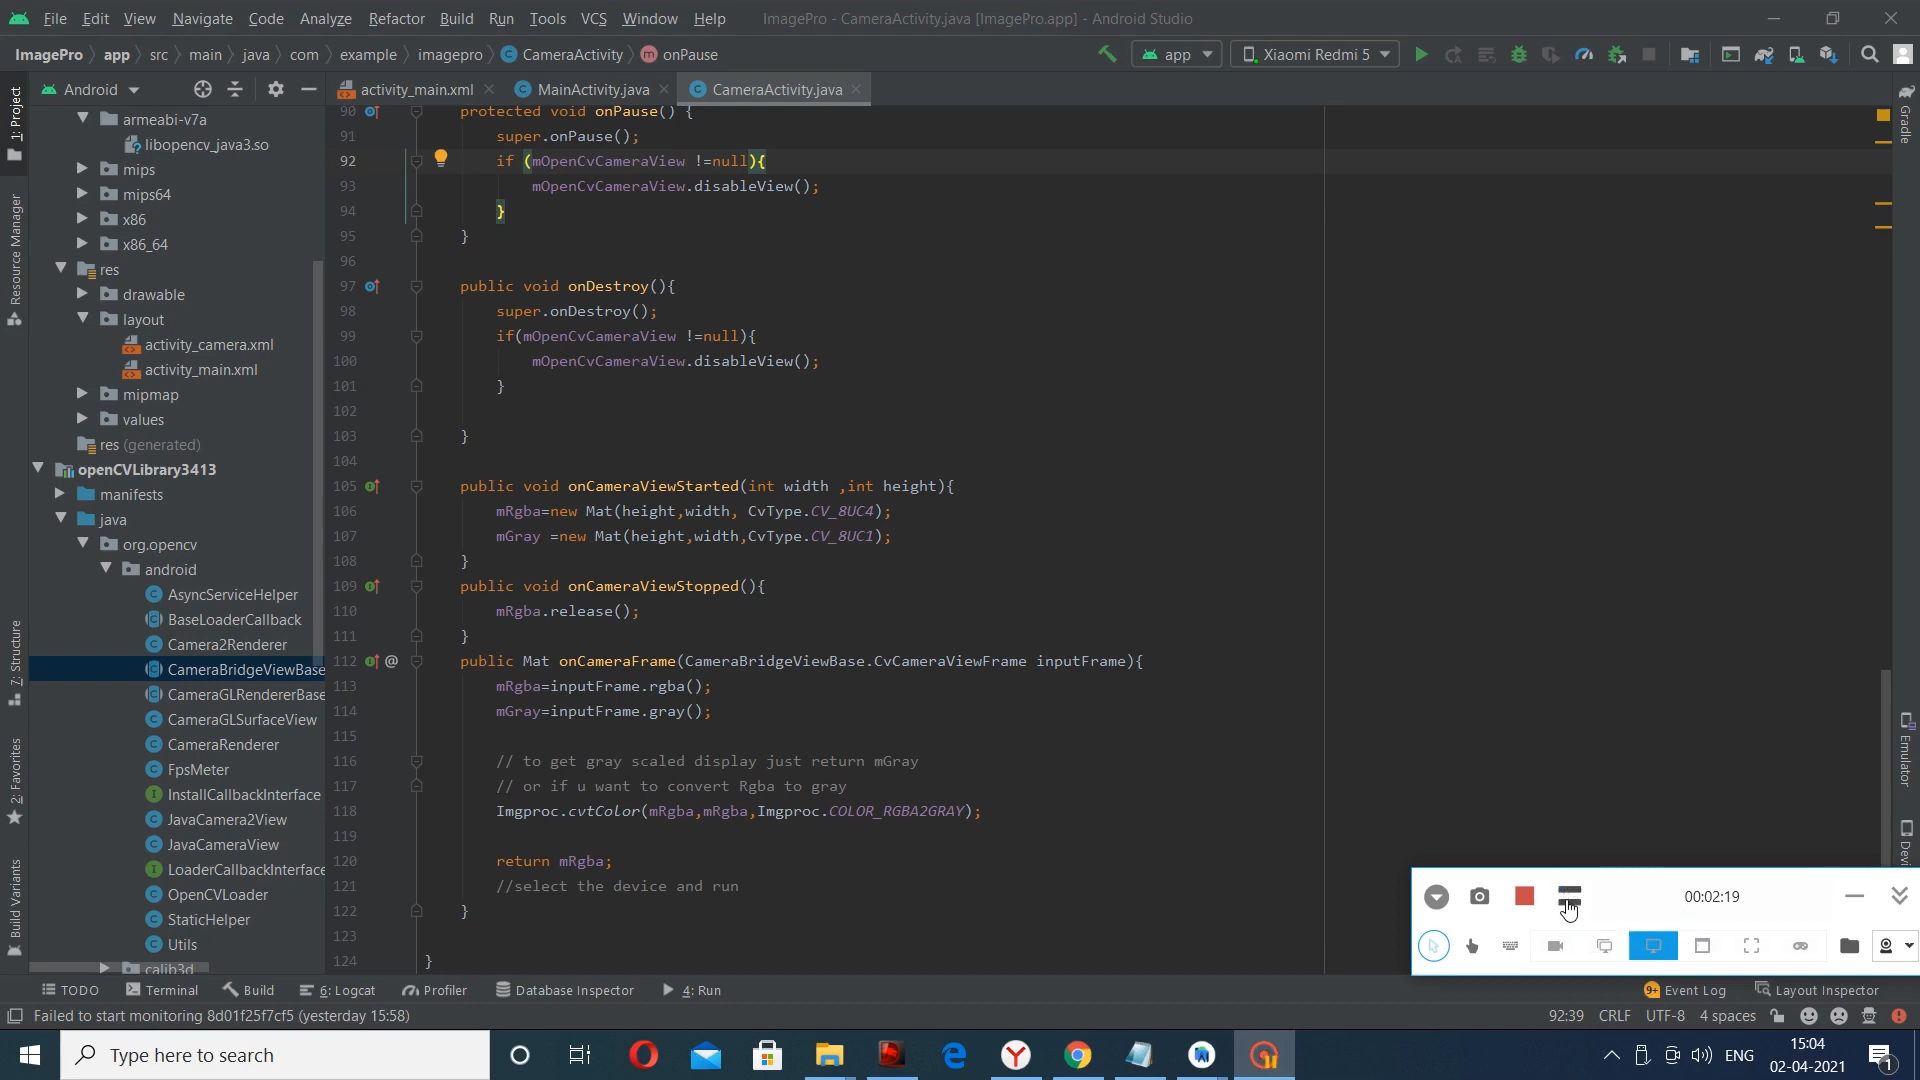 File Edit View Navigate Code Analyze Refactor Build Run Tools VCS Window Help ImagePro - CameraActivity.java [ImagePro.app] - Android Studio
ImagePro app src main java com example imagepro CameraActivity onPause app Xiaomi Redmi 5
Android activity_main.xml MainActivity.java CameraActivity.java
1: Project
Resource Manager
7: Structure
2: Favorites
Build Variants
armeabi-v7a
libopencv_java3.so
mips
mips64
x86
x86_64
res
drawable
layout
activity_camera.xml
activity_main.xml
mipmap
values
res (generated)
openCVLibrary3413
manifests
java
org.opencv
android
AsyncServiceHelper
BaseLoaderCallback
Camera2Renderer
CameraBridgeViewBase
CameraGLRendererBase
CameraGLSurfaceView
CameraRenderer
FpsMeter
InstallCallbackInterface
JavaCamera2View
JavaCameraView
LoaderCallbackInterface
OpenCVLoader
StaticHelper
Utils
calib3d
90 protected void onPause() {
91 super.onPause();
92 if (mOpenCvCameraView !=null){
93 mOpenCvCameraView.disableView();
94 }
95 }
96
97 public void onDestroy(){
98 super.onDestroy();
99 if(mOpenCvCameraView !=null){
100 mOpenCvCameraView.disableView();
101 }
102
103 }
104
105 public void onCameraViewStarted(int width ,int height){
106 mRgba=new Mat(height,width, CvType.CV_8UC4);
107 mGray =new Mat(height,width,CvType.CV_8UC1);
108 }
109 public void onCameraViewStopped(){
110 mRgba.release();
111 }
112 @ public Mat onCameraFrame(CameraBridgeViewBase.CvCameraViewFrame inputFrame){
113 mRgba=inputFrame.rgba();
114 mGray=inputFrame.gray();
115
116 // to get gray scaled display just return mGray
117 // or if u want to convert Rgba to gray
118 Imgproc.cvtColor(mRgba,mRgba,Imgproc.COLOR_RGBA2GRAY);
119
120 return mRgba;
121 //select the device and run
122 }
123
124 }
Gradle
Emulator
Devi
00:02:19
TODO Terminal Build 6: Logcat Profiler Database Inspector 4: Run 9+ Event Log Layout Inspector
Failed to start monitoring 8d01f25f7cf5 (yesterday 15:58) 92:39 CRLF UTF-8 4 spaces
Type here to search ENG 15:04
02-04-2021 1